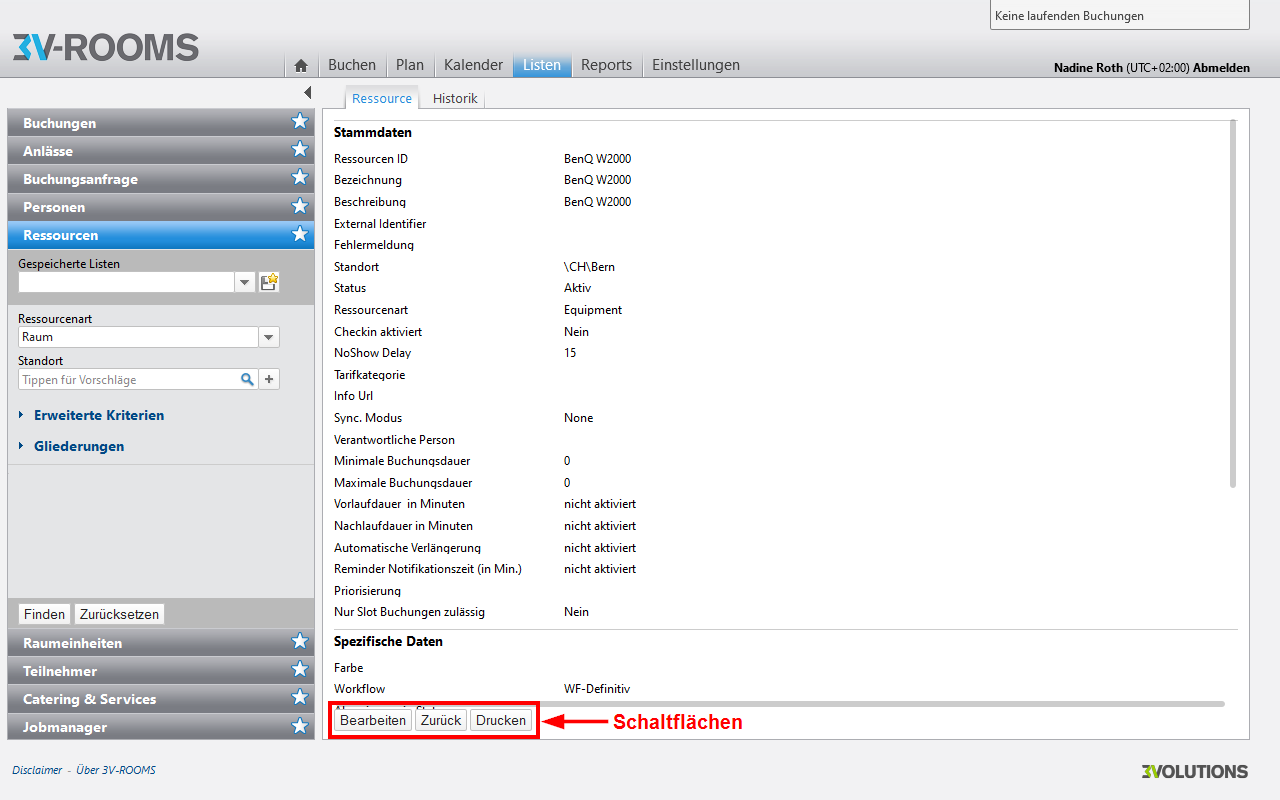 Keine laufenden Buchungen
3V-ROOMS
Buchen Plan Kalender Listen Reports Einstellungen
Nadine Roth (UTC+02:00) Abmelden
Ressource Historik
Buchungen
Anlässe
Buchungsanfrage
Personen
Ressourcen
Gespeicherte Listen
Ressourcenart
Raum
Standort
Tippen für Vorschläge
Erweiterte Kriterien
Gliederungen
Finden Zurücksetzen
Raumeinheiten
Teilnehmer
Catering & Services
Jobmanager
Stammdaten
Ressourcen ID BenQ W2000
Bezeichnung BenQ W2000
Beschreibung BenQ W2000
External Identifier
Fehlermeldung
Standort \CH\Bern
Status Aktiv
Ressourcenart Equipment
Checkin aktiviert Nein
NoShow Delay 15
Tarifkategorie
Info Url
Sync. Modus None
Verantwortliche Person
Minimale Buchungsdauer 0
Maximale Buchungsdauer 0
Vorlaufdauer in Minuten nicht aktiviert
Nachlaufdauer in Minuten nicht aktiviert
Automatische Verlängerung nicht aktiviert
Reminder Notifikationszeit (in Min.) nicht aktiviert
Priorisierung
Nur Slot Buchungen zulässig Nein
Spezifische Daten
Farbe
Workflow WF-Definitiv
Bearbeiten Zurück Drucken Schaltflächen
Disclaimer - Über 3V-ROOMS
3VOLUTIONS